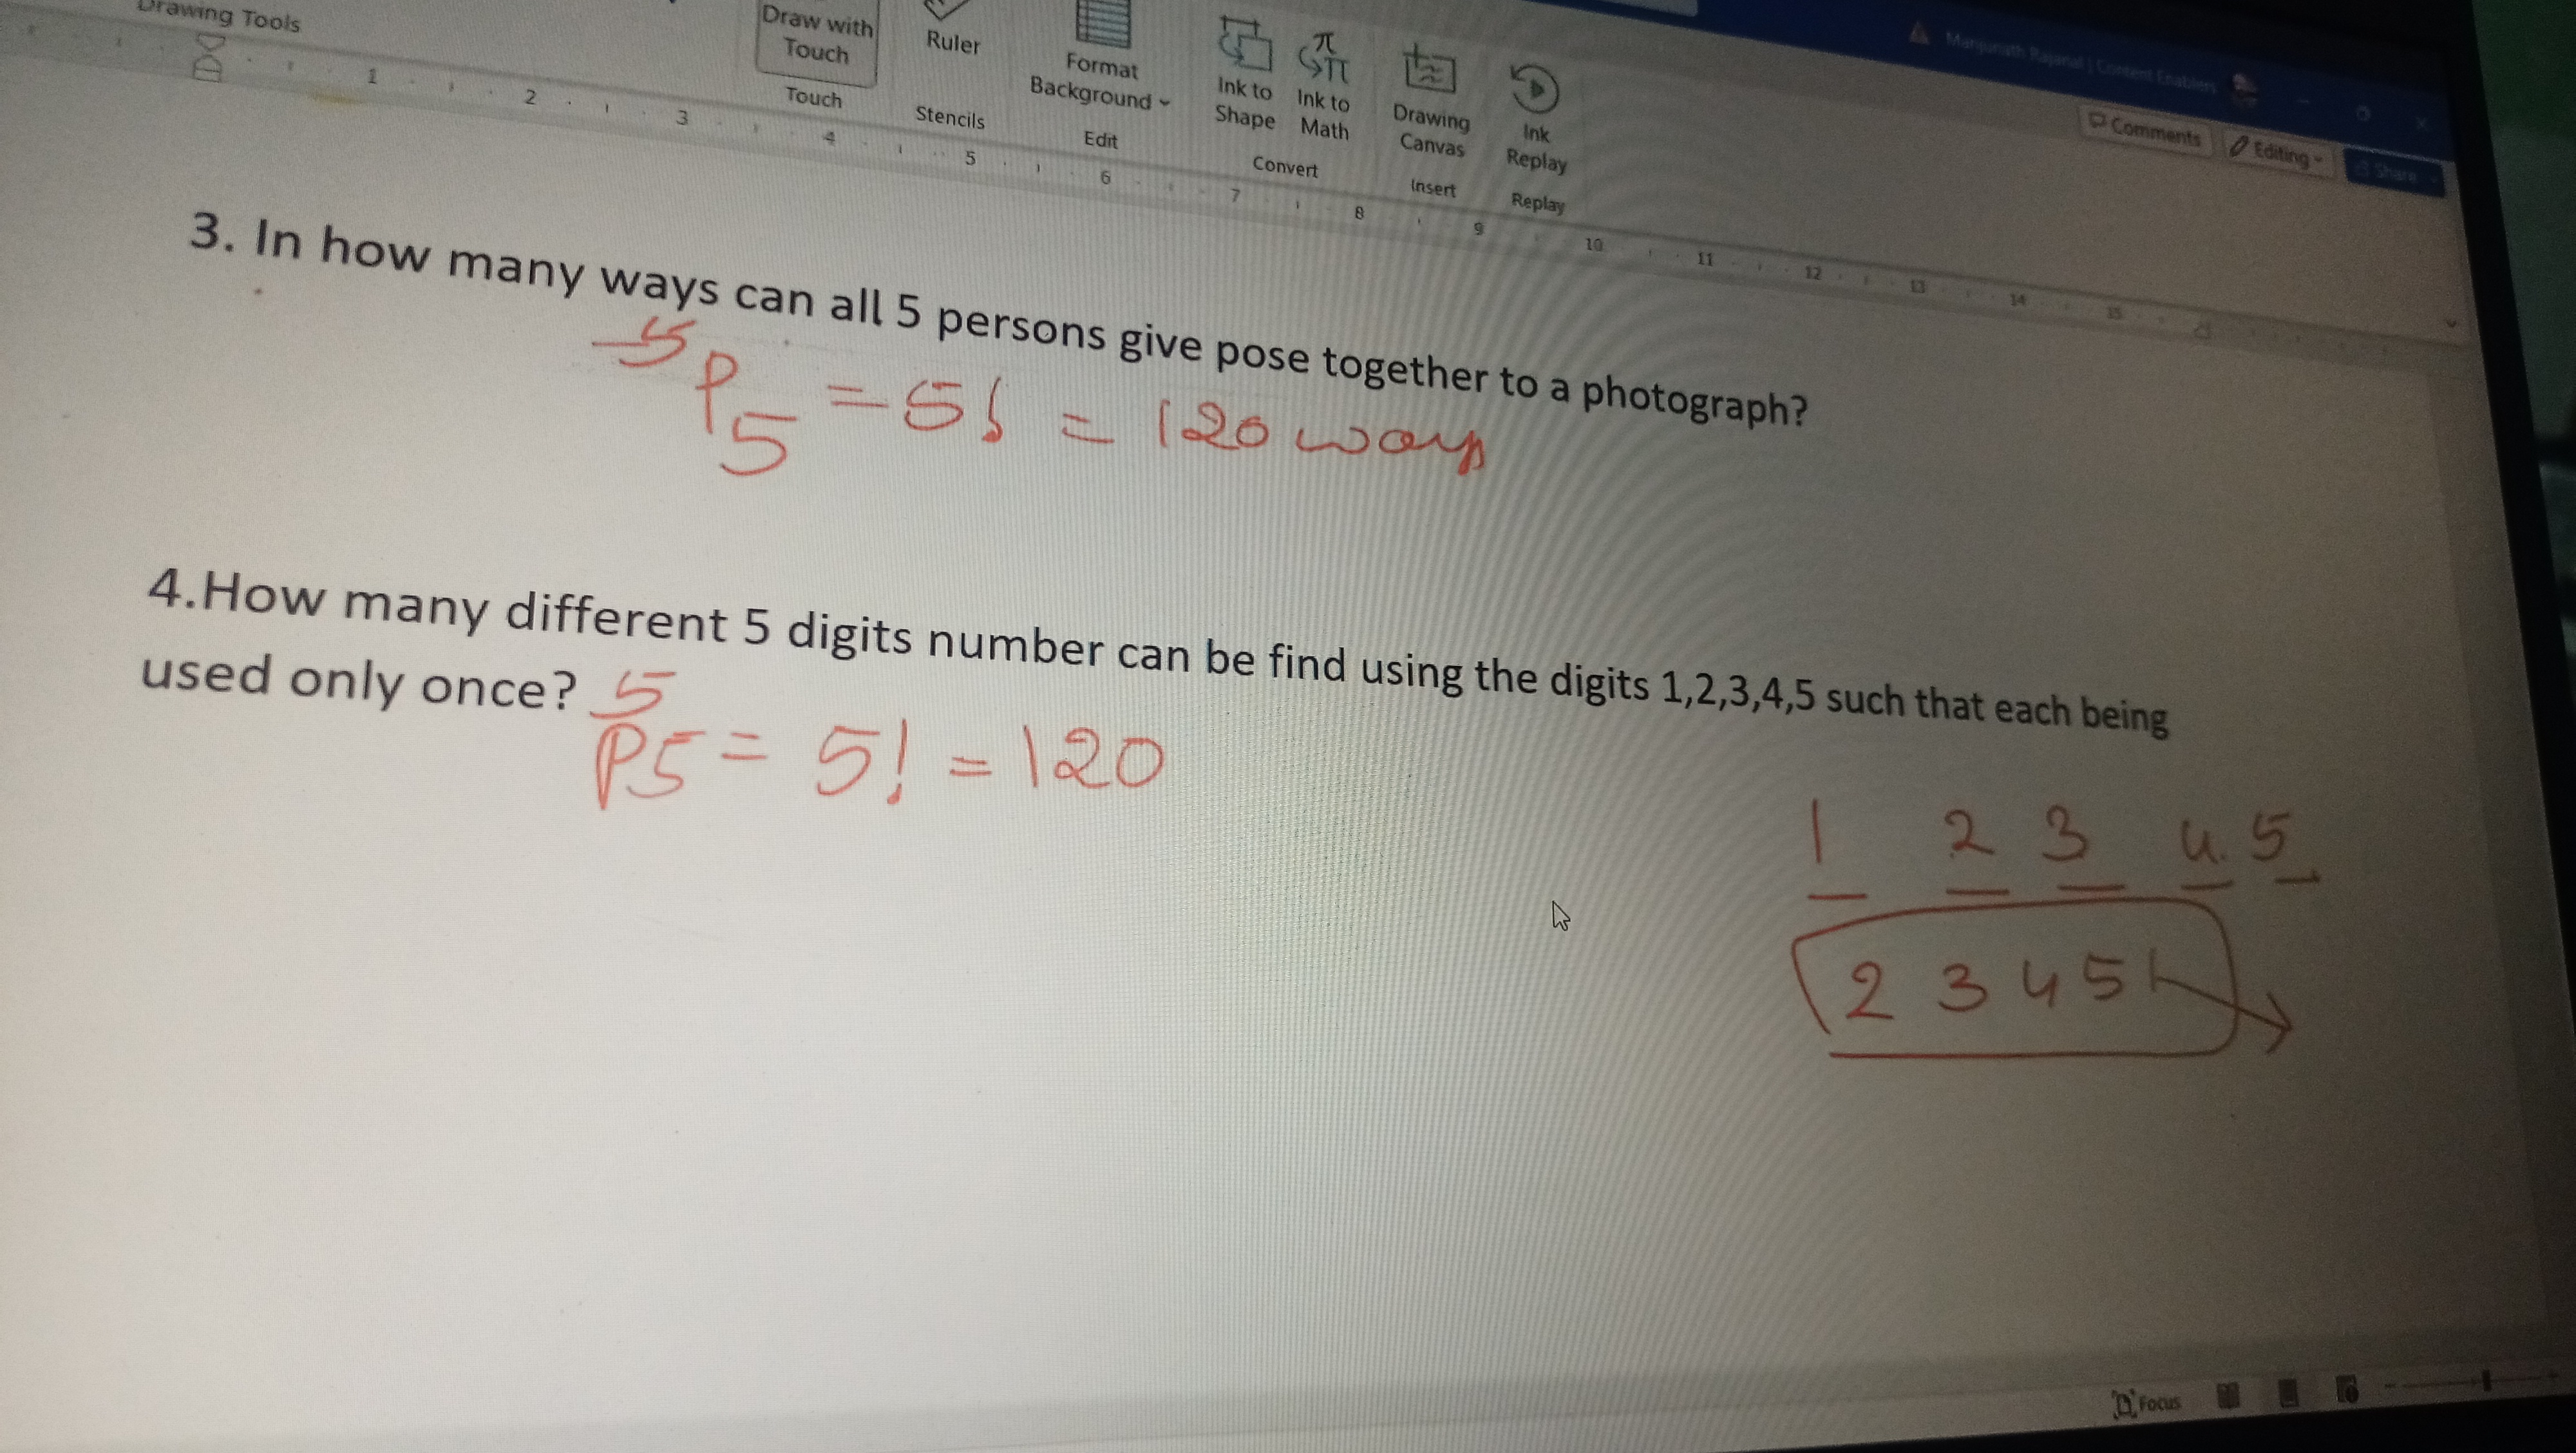 Drawing Tools
Draw with Touch
Ruler
Format Background
Ink to Shape
Ink to Math
Drawing Canvas
Ink Replay
Touch
Stencils
Edit
Convert
Insert
Replay
Comments
Editing
Share
1 2 3 4 5 6 7 8 9 10 11 12 13 14 15
3. In how many ways can all 5 persons give pose together to a photograph?
5 P 5 = 5! = 120 ways
4.How many different 5 digits number can be find using the digits 1,2,3,4,5 such that each being
used only once?
5 P5 = 5! = 120
1 2 3 4 5
2 3 4 5 1
Focus